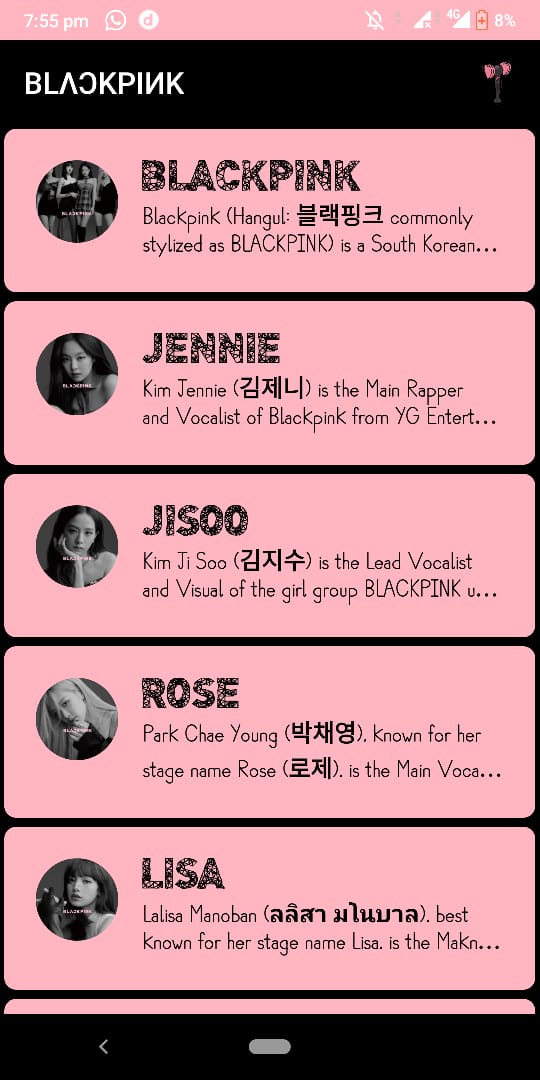 7:55 pm
4G
8%
BLΛƆKPIИK
BLACKPINK
Blackpink (Hangul: 블랙핑크 commonly
stylized as BLACKPINK) is a South Korean...
JENNIE
Kim Jennie (김제니) is the Main Rapper
and Vocalist of Blackpink from YG Entert...
JISOO
Kim Ji Soo (김지수) is the Lead Vocalist
and Visual of the girl group BLACKPINK u...
ROSE
Park Chae Young (박채영), known for her
stage name Rose (로제), is the Main Voca...
LISA
Lalisa Manoban (ลลิสา มโนบาล), best
known for her stage name Lisa, is the Makn...